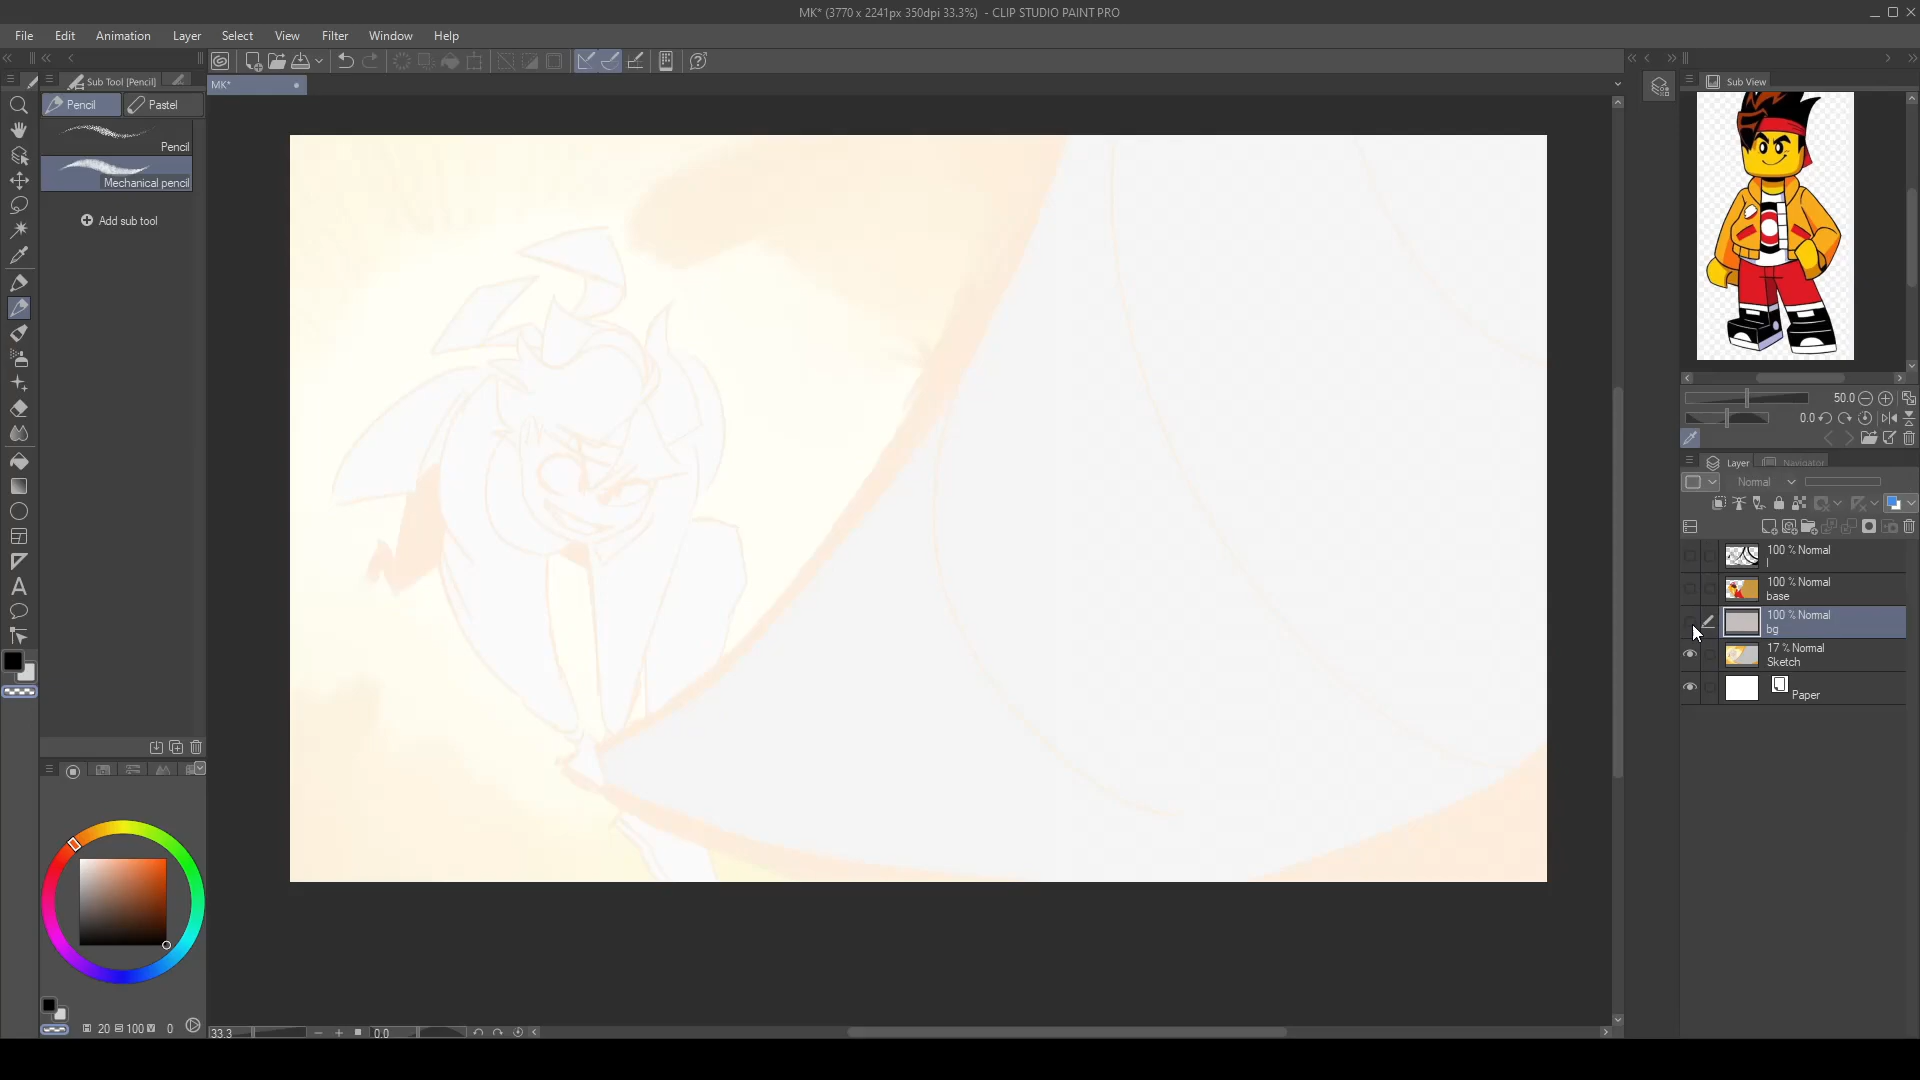 MK* (3770 x 2241px 350dpi 33.3%) - CLIP STUDIO PAINT PRO
File Edit Animation Layer Select View Filter Window Help
Sub Tool [Pencil]
MK*
Sub View
Pencil Pastel
Pencil
Mechanical pencil
Add sub tool
50.0
0.0
Layer Navigator
Normal
100 % Normal
l
100 % Normal
base
100 % Normal
bg
17 % Normal
Sketch
Paper
A
H 20 S 100 V 0
33.3 0.0